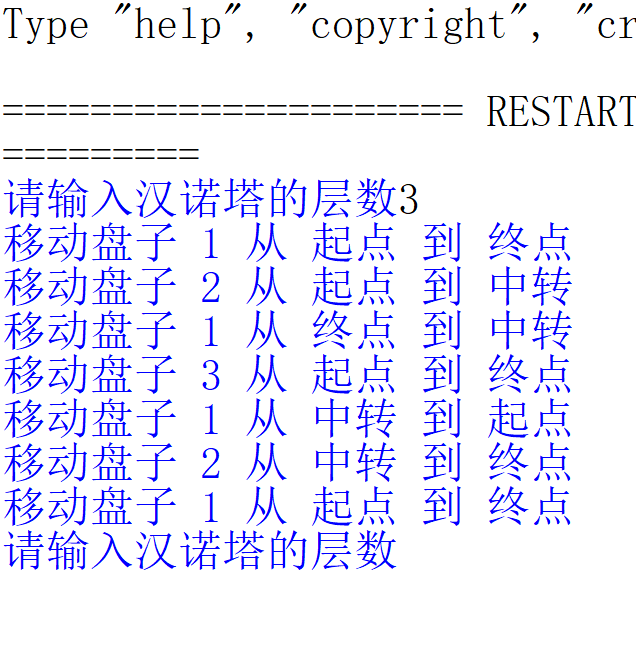 Type "help", "copyright", "cr
===================== RESTART
=========
请输入汉诺塔的层数3
移动盘子 1 从 起点 到 终点
移动盘子 2 从 起点 到 中转
移动盘子 1 从 终点 到 中转
移动盘子 3 从 起点 到 终点
移动盘子 1 从 中转 到 起点
移动盘子 2 从 中转 到 终点
移动盘子 1 从 起点 到 终点
请输入汉诺塔的层数